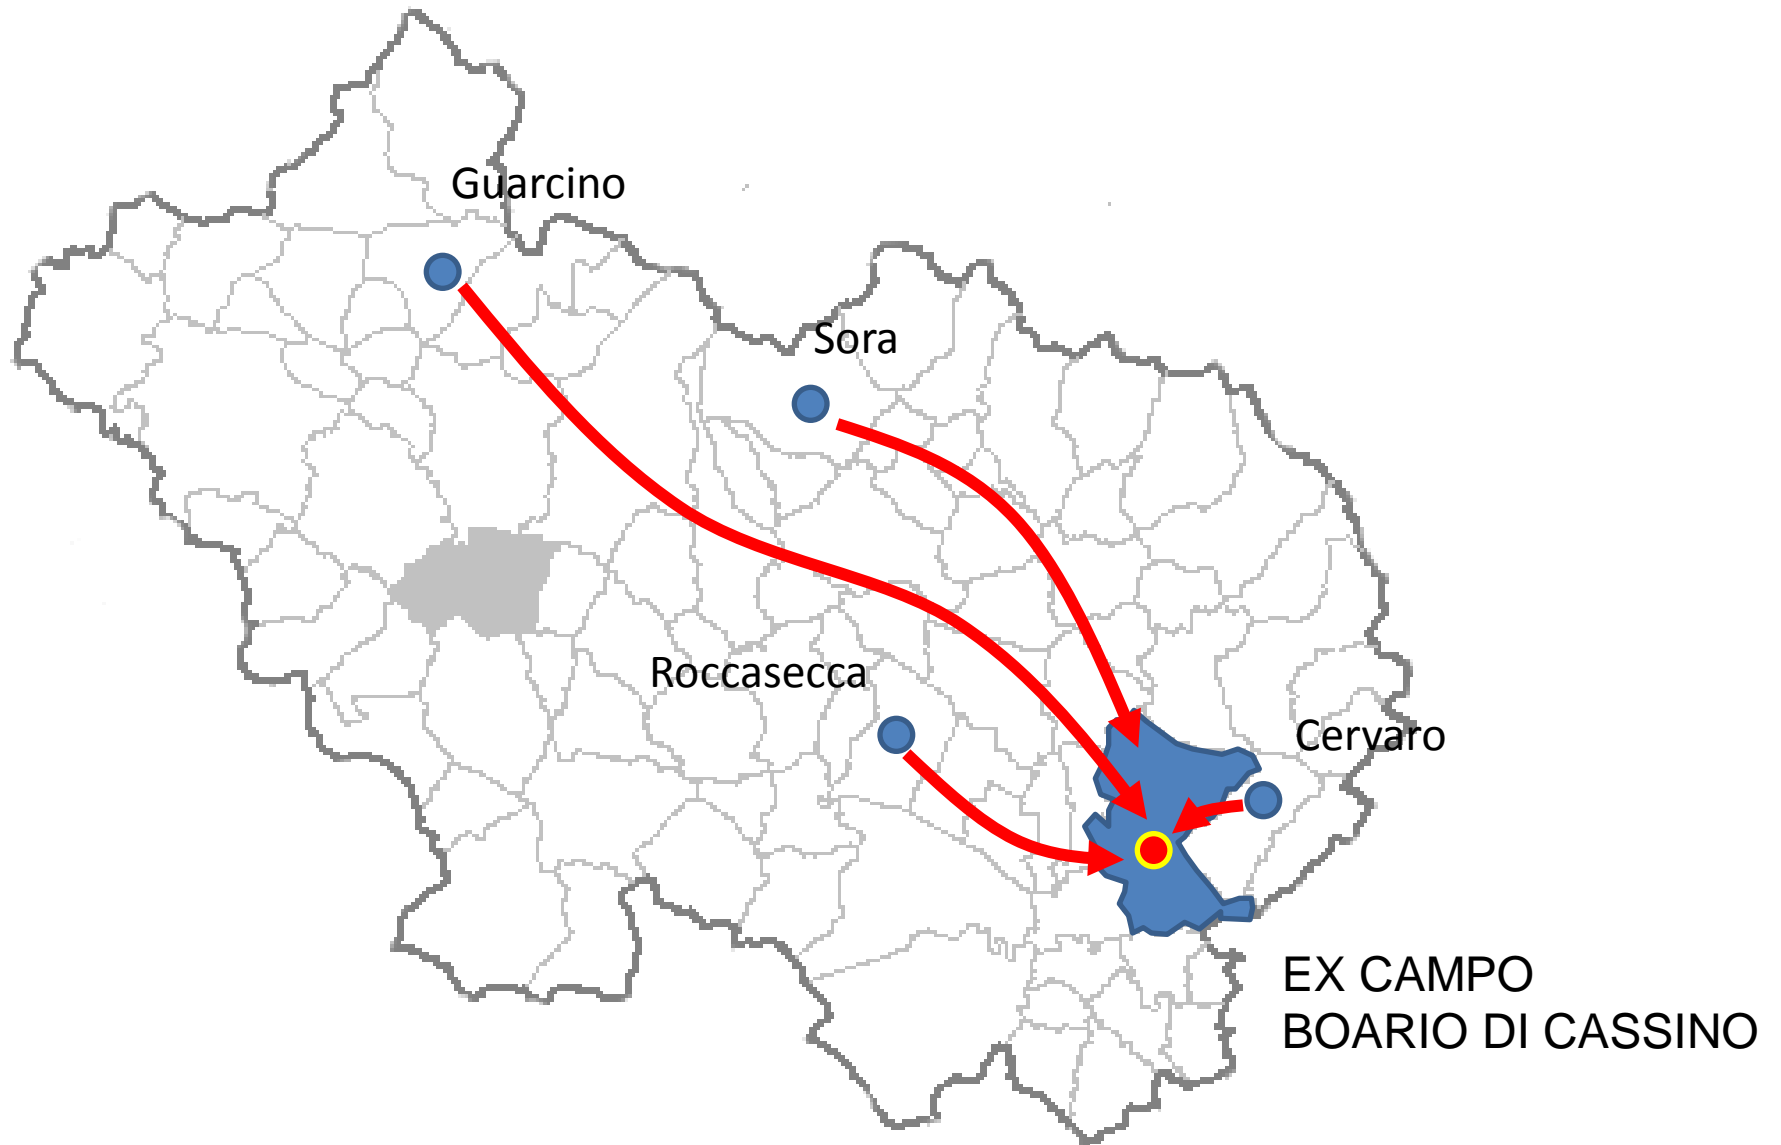 Guarcino
Sora
Roccasecca
Cervaro
EX CAMPO
BOARIO DI CASSINO